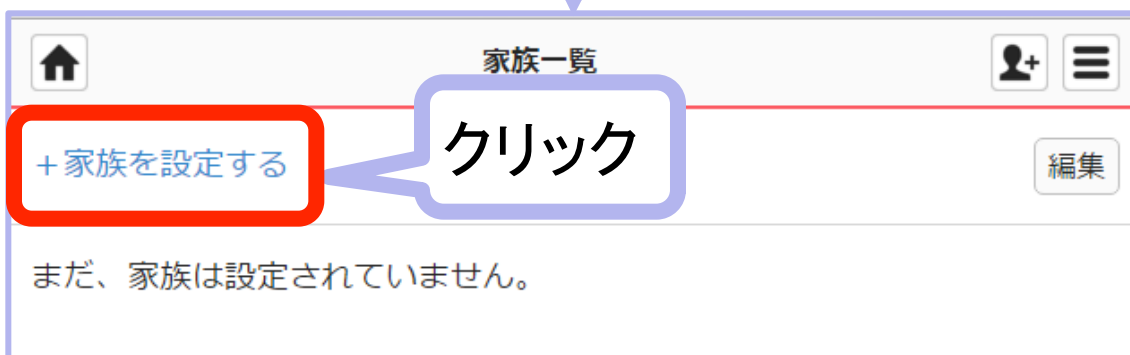 家族一覧
クリック
+家族を設定する
編集
まだ、家族は設定されていません。